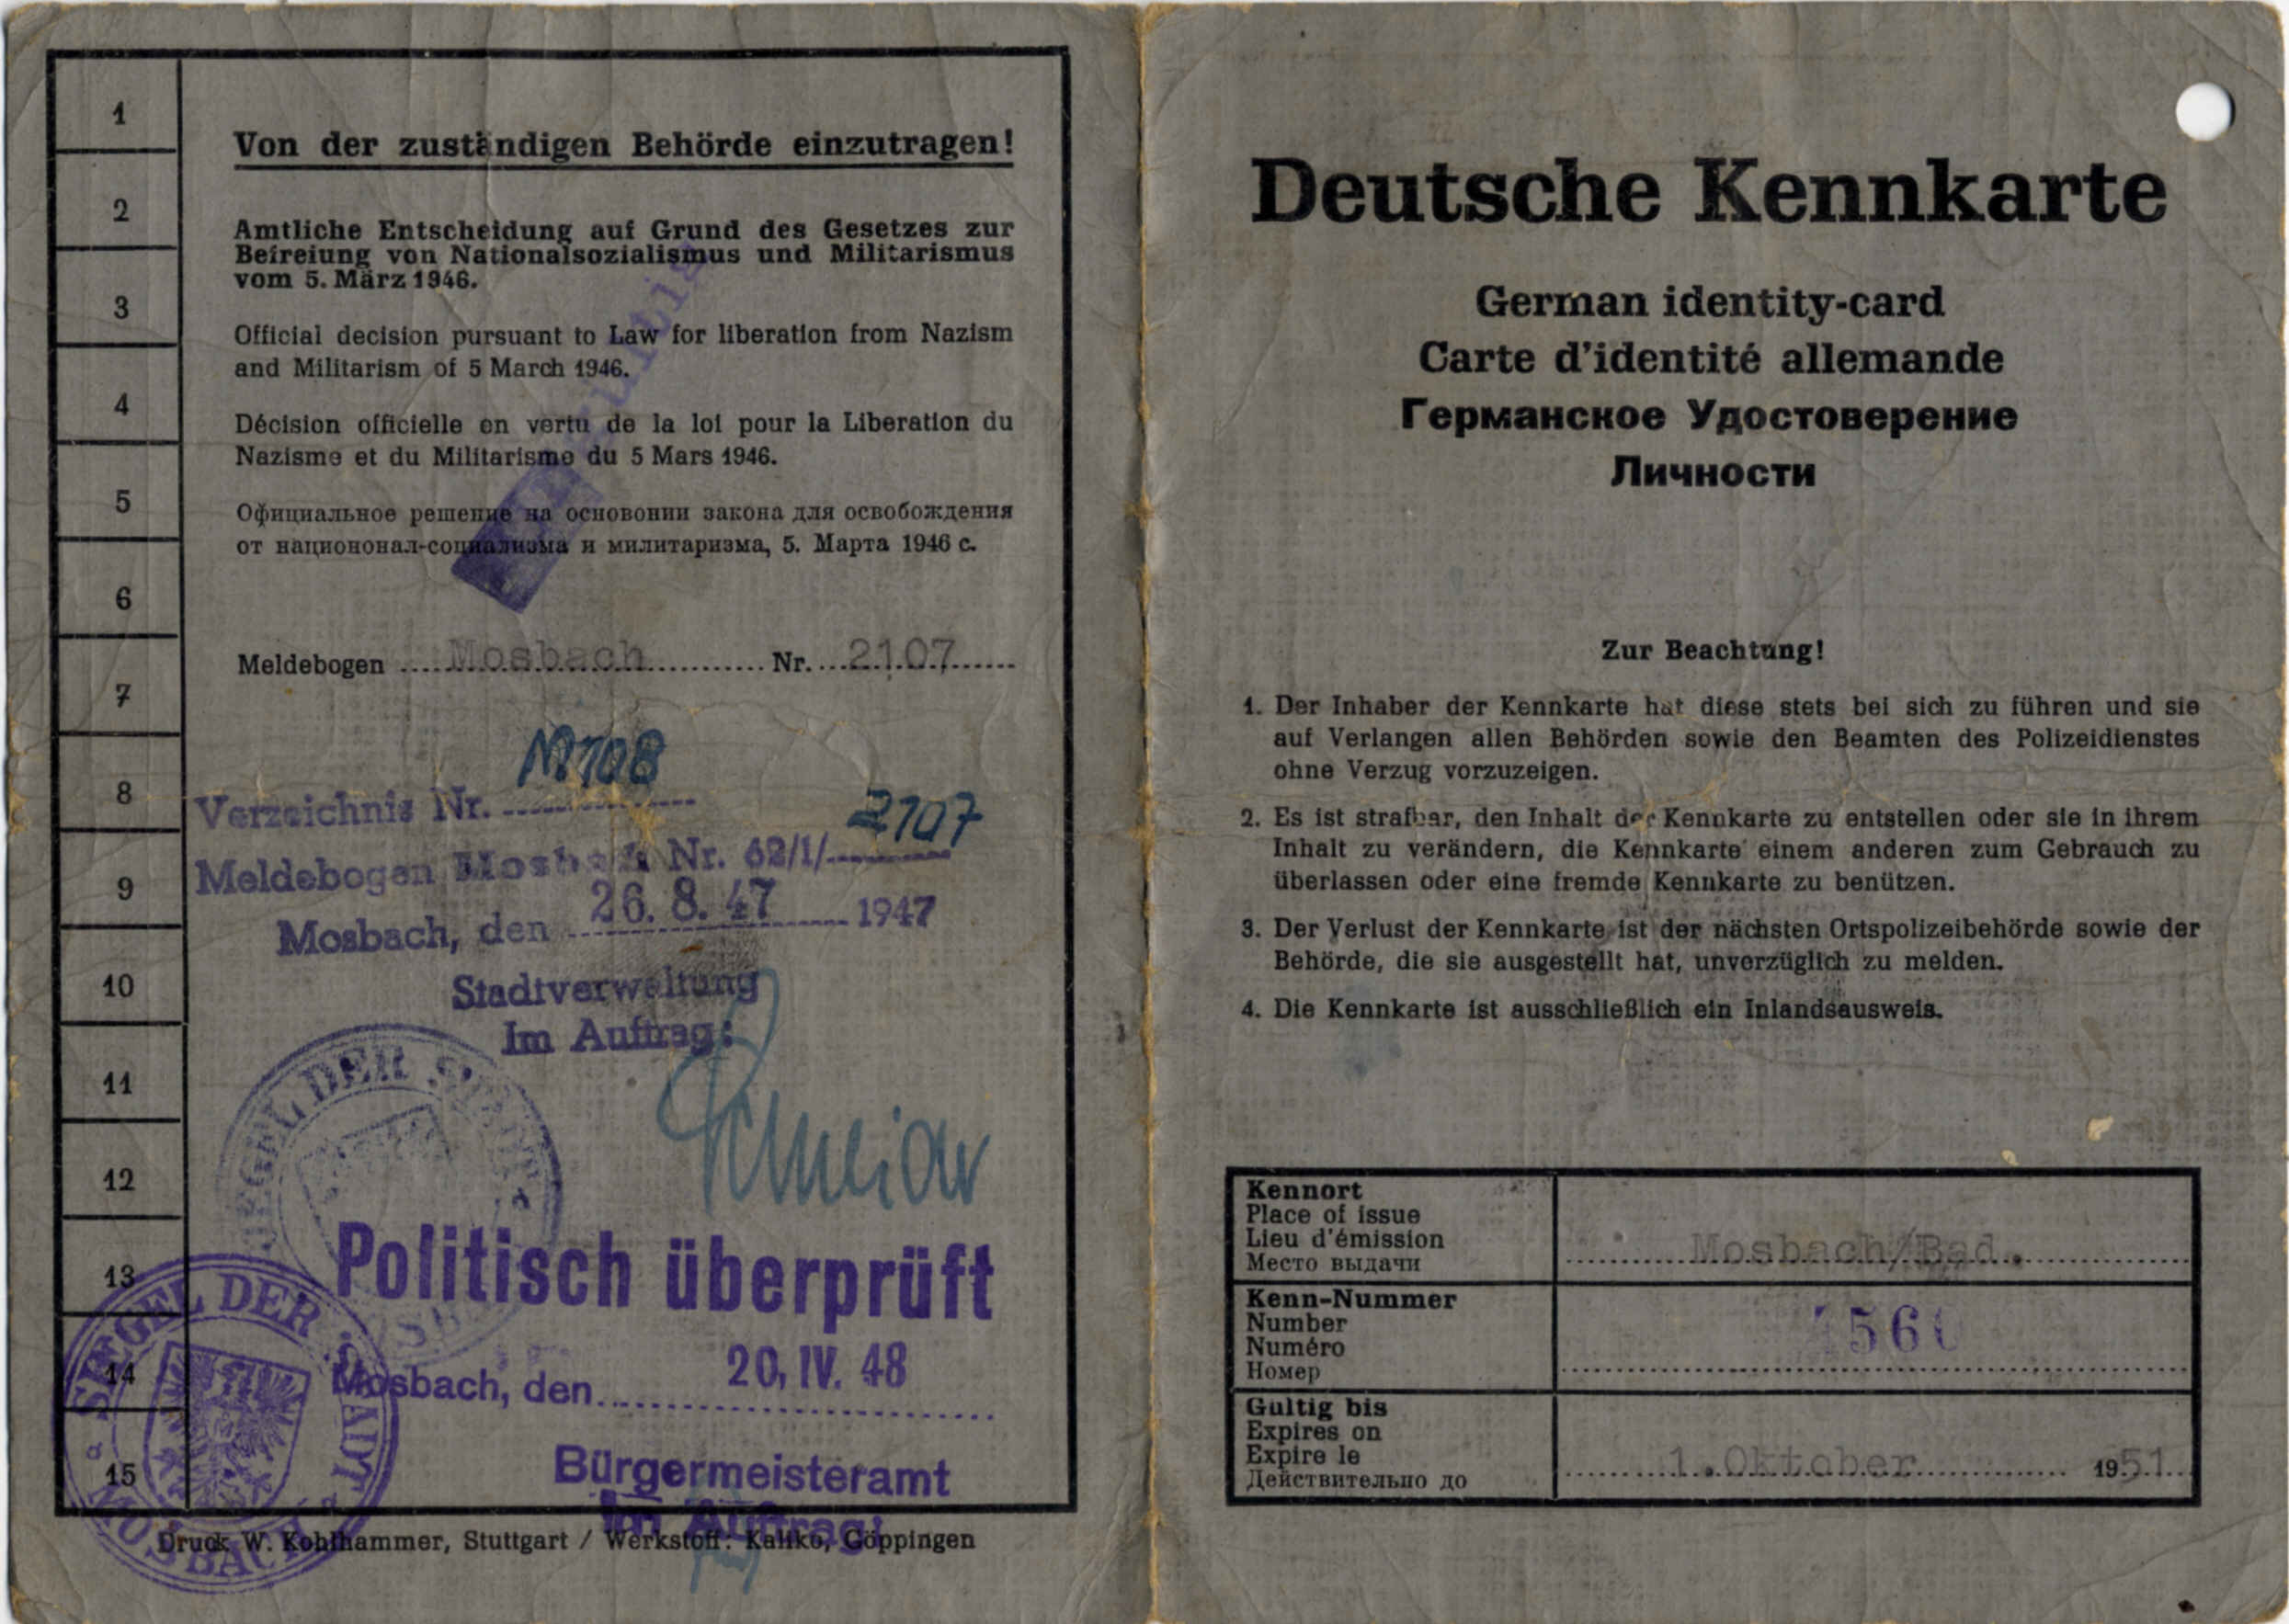 1
2
3
4
5
6
7
8
9
10
11
12
13
14
15
Von der zuständigen Behörde einzutragen!
Amtliche Entscheidung auf Grund des Gesetzes zur
Befreiung von Nationalsozialismus und Militarismus
vom 5. März 1946.
Official decision pursuant to Law for liberation from Nazism
and Militarism of 5 March 1946.
Décision officielle en vertu de la loi pour la Liberation du
Nazisme et du Militarisme du 5 Mars 1946.
Официальное решение на осповонии закона для освобождения
от национонал-социализма и милитаризма, 5. Марта 1946 с.
Meldebogen Mosbach Nr. 2107
Verzeichnis Nr. M108
Meldebogen Mosbach Nr. 62/1/ 2107
Mosbach, den 26. 8. 47 1947
Stadtverwaltung
Im Auftrag:
SIEGEL DER STADT
Politisch überprüft
Mosbach, den 20. IV. 48
Bürgermeisteramt
Im Auftrag:
SIEGEL DER STADT MOSBACH
Druck W. Kohlhammer, Stuttgart / Werkstoff: Kaliko, Göppingen
Deutsche Kennkarte
German identity-card
Carte d'identité allemande
Германское Удостоверение
Личности
Zur Beachtung!
1. Der Inhaber der Kennkarte hat diese stets bei sich zu führen und sie
auf Verlangen allen Behörden sowie den Beamten des Polizeidienstes
ohne Verzug vorzuzeigen.
2. Es ist strafbar, den Inhalt der Kennkarte zu entstellen oder sie in ihrem
Inhalt zu verändern, die Kennkarte einem anderen zum Gebrauch zu
überlassen oder eine fremde Kennkarte zu benützen.
3. Der Verlust der Kennkarte ist der nächsten Ortspolizeibehörde sowie der
Behörde, die sie ausgestellt hat, unverzüglich zu melden.
4. Die Kennkarte ist ausschließlich ein Inlandsausweis.
Kennort
Place of issue
Lieu d'émission
Место выдачи
Mosbach/Bad.
Kenn-Nummer
Number
Numéro
Номер
Gültig bis
Expires on
Expire le
Действительно до
1. Oktober 1951